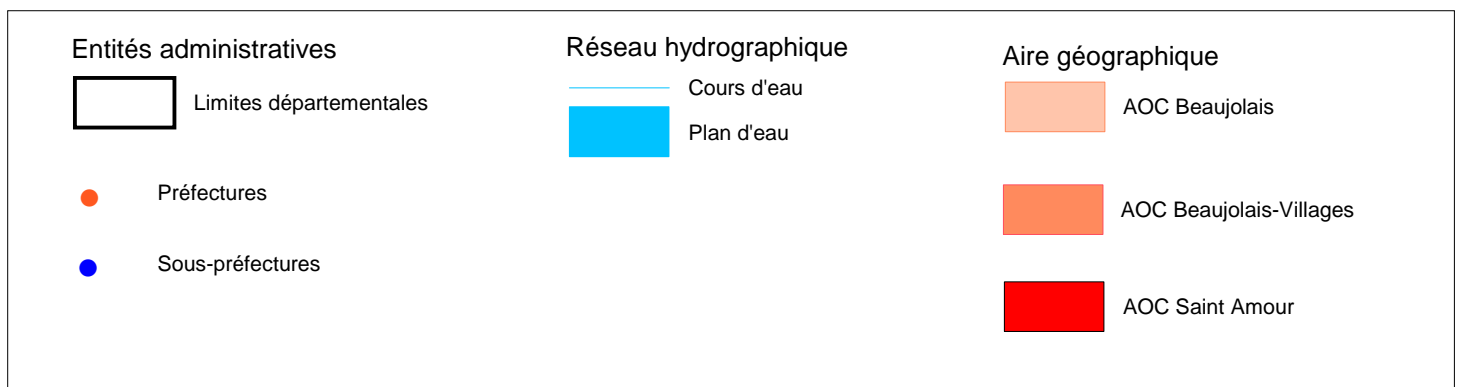 Entités administratives
Limites départementales
Préfectures
Sous-préfectures
Réseau hydrographique
Cours d'eau
Plan d'eau
Aire géographique
AOC Beaujolais
AOC Beaujolais-Villages
AOC Saint Amour